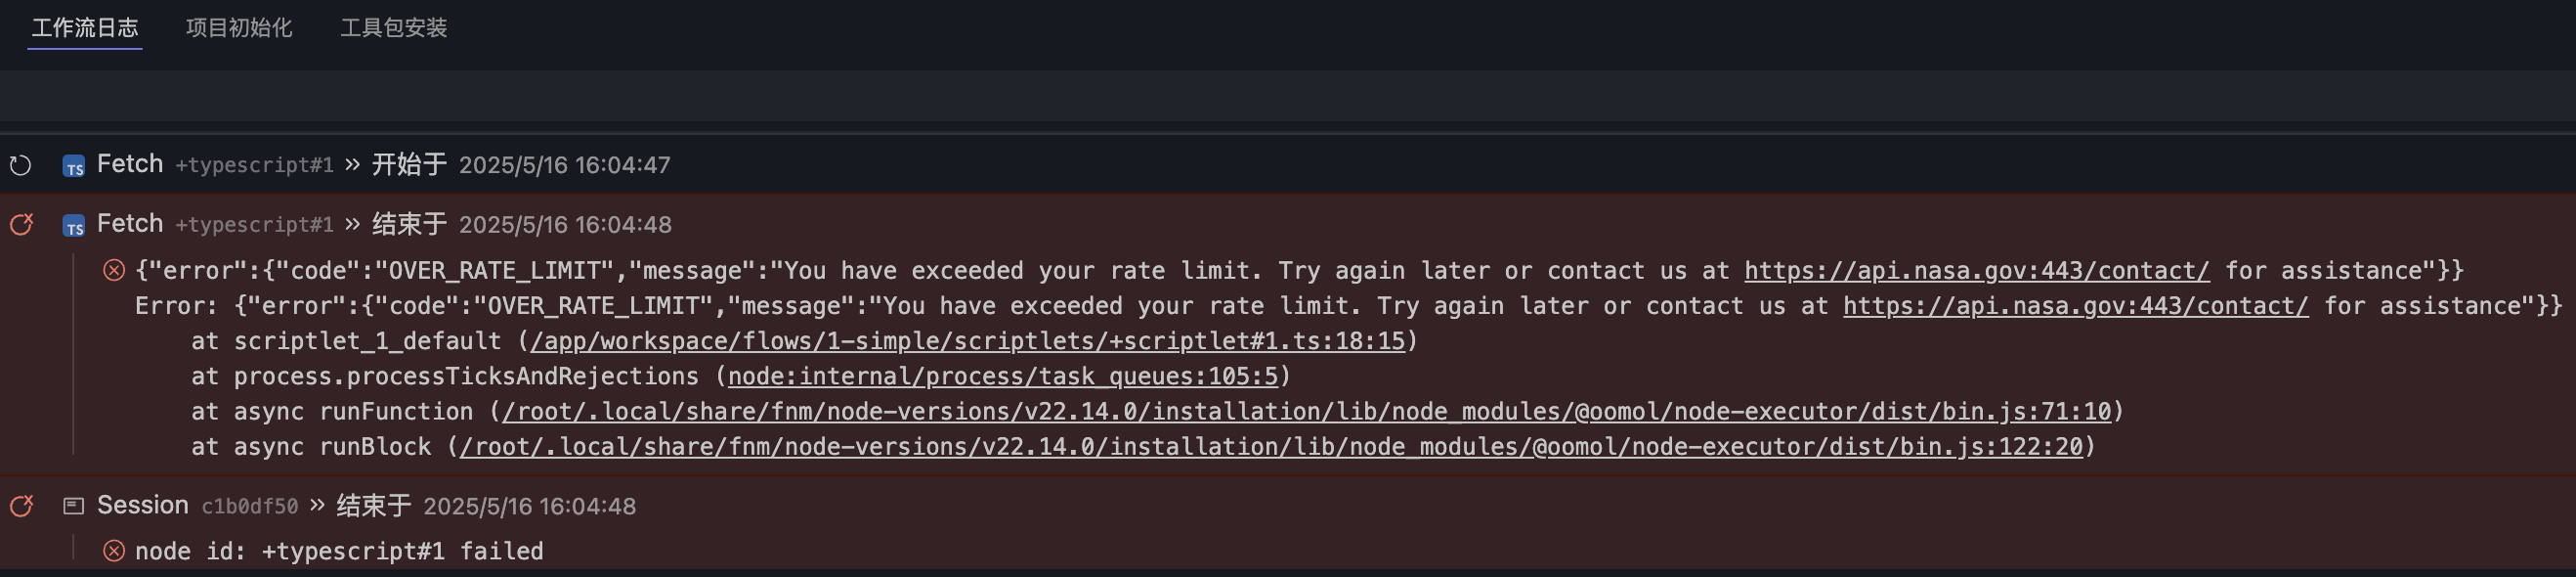 工作流日志 项目初始化 工具包安装
TS Fetch +typescript#1 » 开始于 2025/5/16 16:04:47
TS Fetch +typescript#1 » 结束于 2025/5/16 16:04:48
{"error":{"code":"OVER_RATE_LIMIT","message":"You have exceeded your rate limit. Try again later or contact us at https://api.nasa.gov:443/contact/ for assistance"}}
Error: {"error":{"code":"OVER_RATE_LIMIT","message":"You have exceeded your rate limit. Try again later or contact us at https://api.nasa.gov:443/contact/ for assistance"}}
at scriptlet_1_default (/app/workspace/flows/1-simple/scriptlets/+scriptlet#1.ts:18:15)
at process.processTicksAndRejections (node:internal/process/task_queues:105:5)
at async runFunction (/root/.local/share/fnm/node-versions/v22.14.0/installation/lib/node_modules/@oomol/node-executor/dist/bin.js:71:10)
at async runBlock (/root/.local/share/fnm/node-versions/v22.14.0/installation/lib/node_modules/@oomol/node-executor/dist/bin.js:122:20)
Session c1b0df50 » 结束于 2025/5/16 16:04:48
node id: +typescript#1 failed